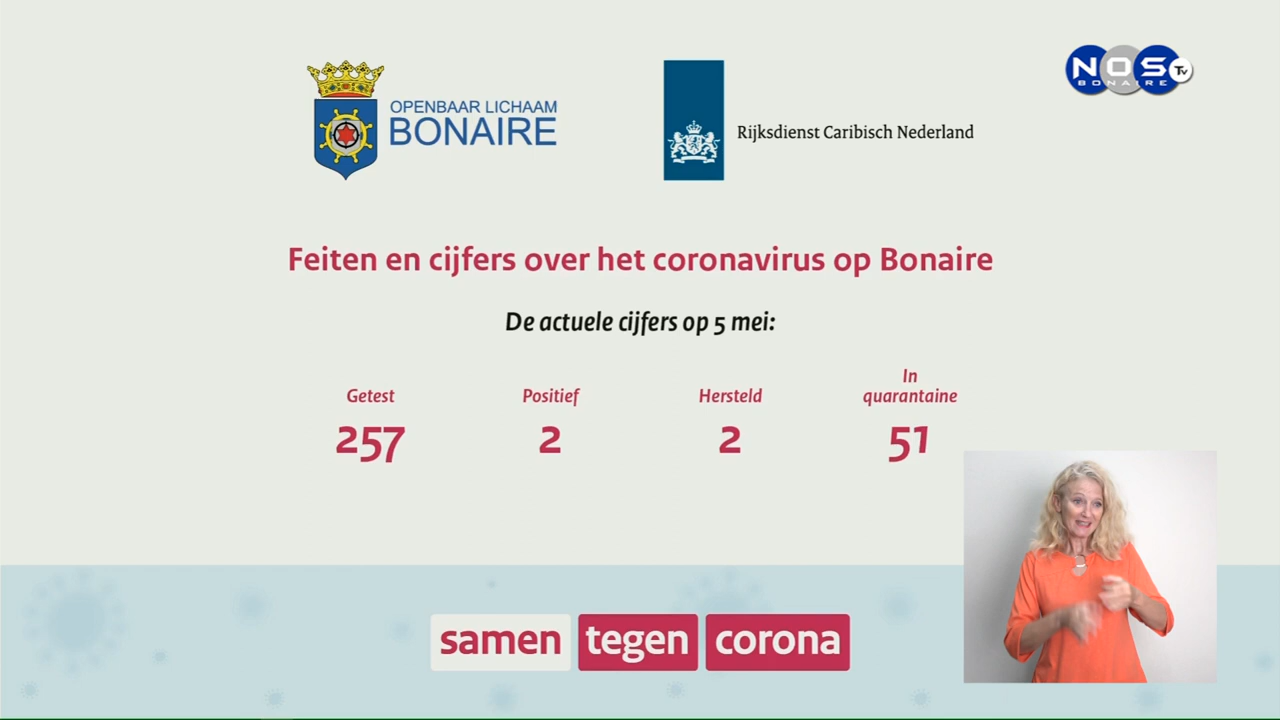 OPENBAAR LICHAAM
BONAIRE
Rijksdienst Caribisch Nederland
NOS TV
BONAIRE
Feiten en cijfers over het coronavirus op Bonaire
De actuele cijfers op 5 mei:
Getest
Positief
Hersteld
In
quarantaine
257
2
2
51
samen tegen corona